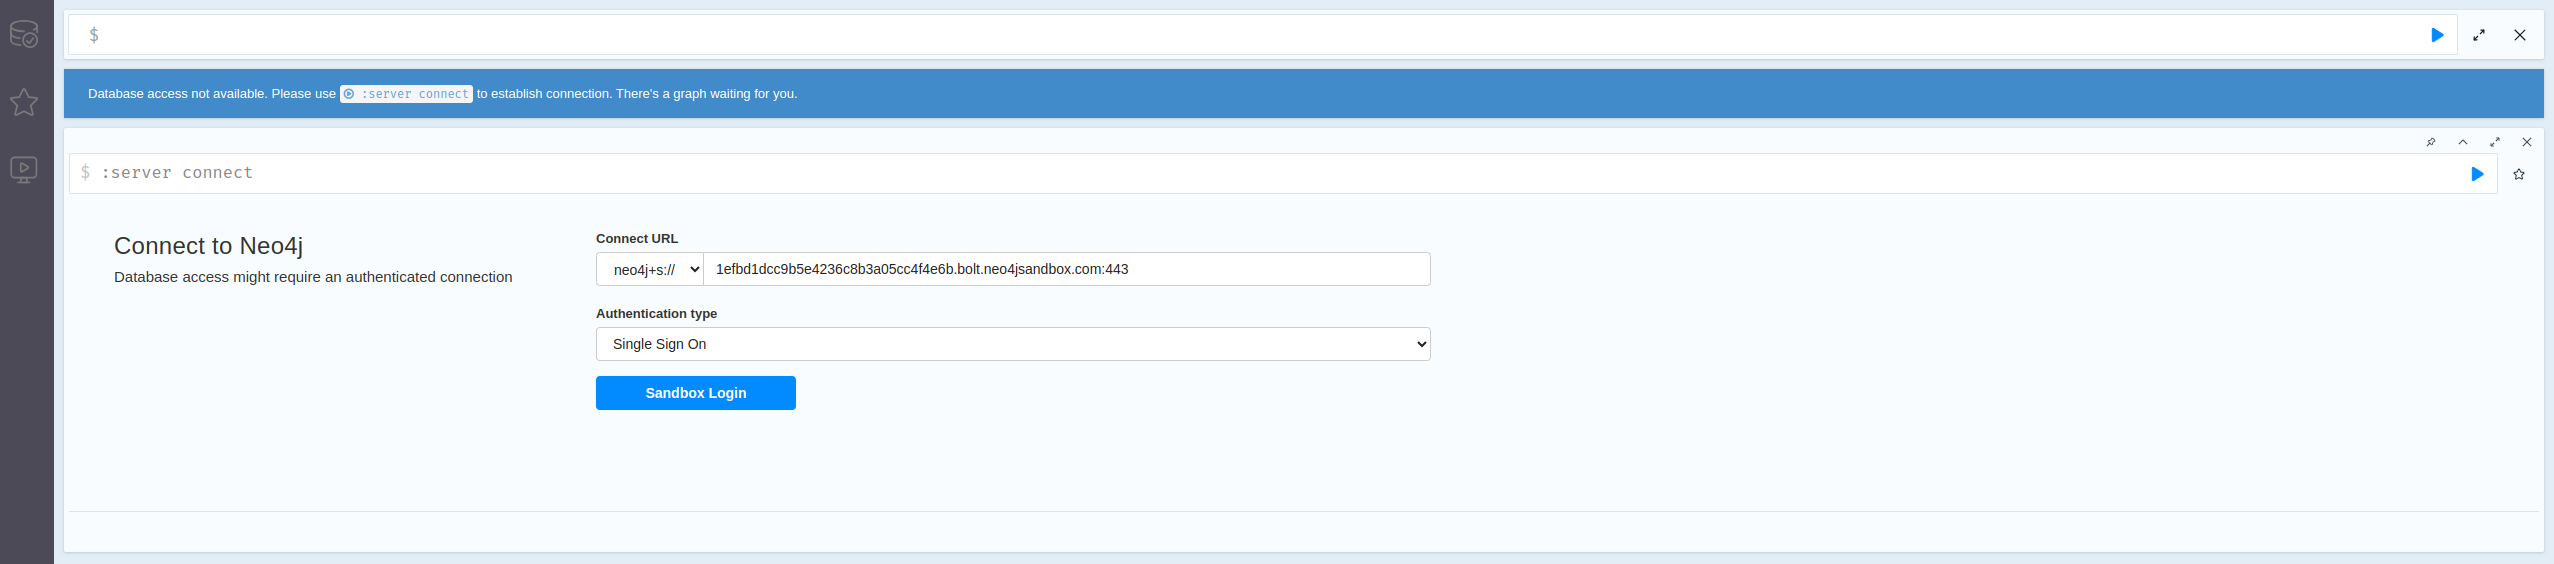 $
Database access not available. Please use :server connect to establish connection. There's a graph waiting for you.
$ :server connect
Connect to Neo4j
Database access might require an authenticated connection
Connect URL
neo4j+s:// 1efbd1dcc9b5e4236c8b3a05cc4f4e6b.bolt.neo4jsandbox.com:443
Authentication type
Single Sign On
Sandbox Login